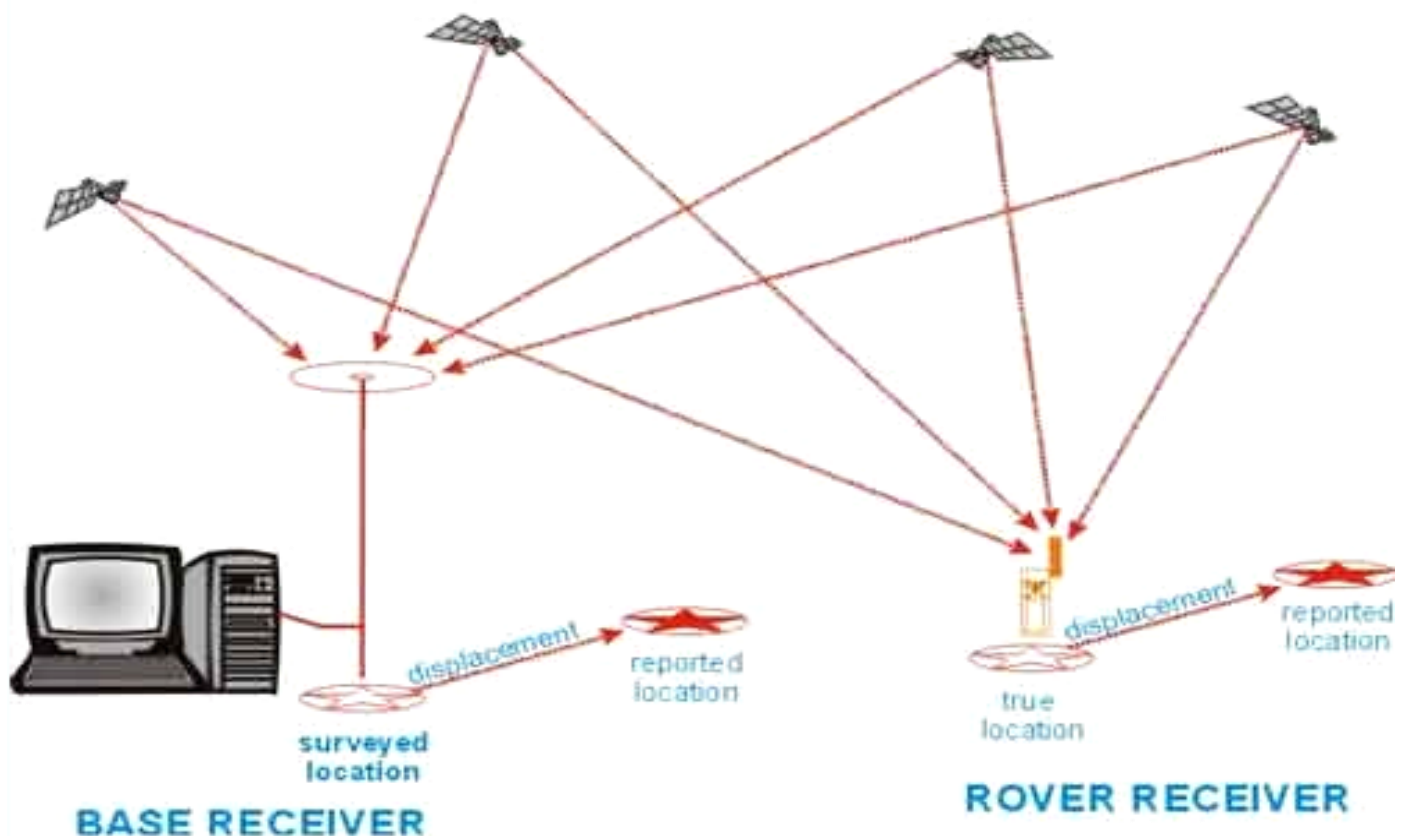 displacement
reported
location
surveyed
location
BASE RECEIVER
displacement
reported
location
true
location
ROVER RECEIVER